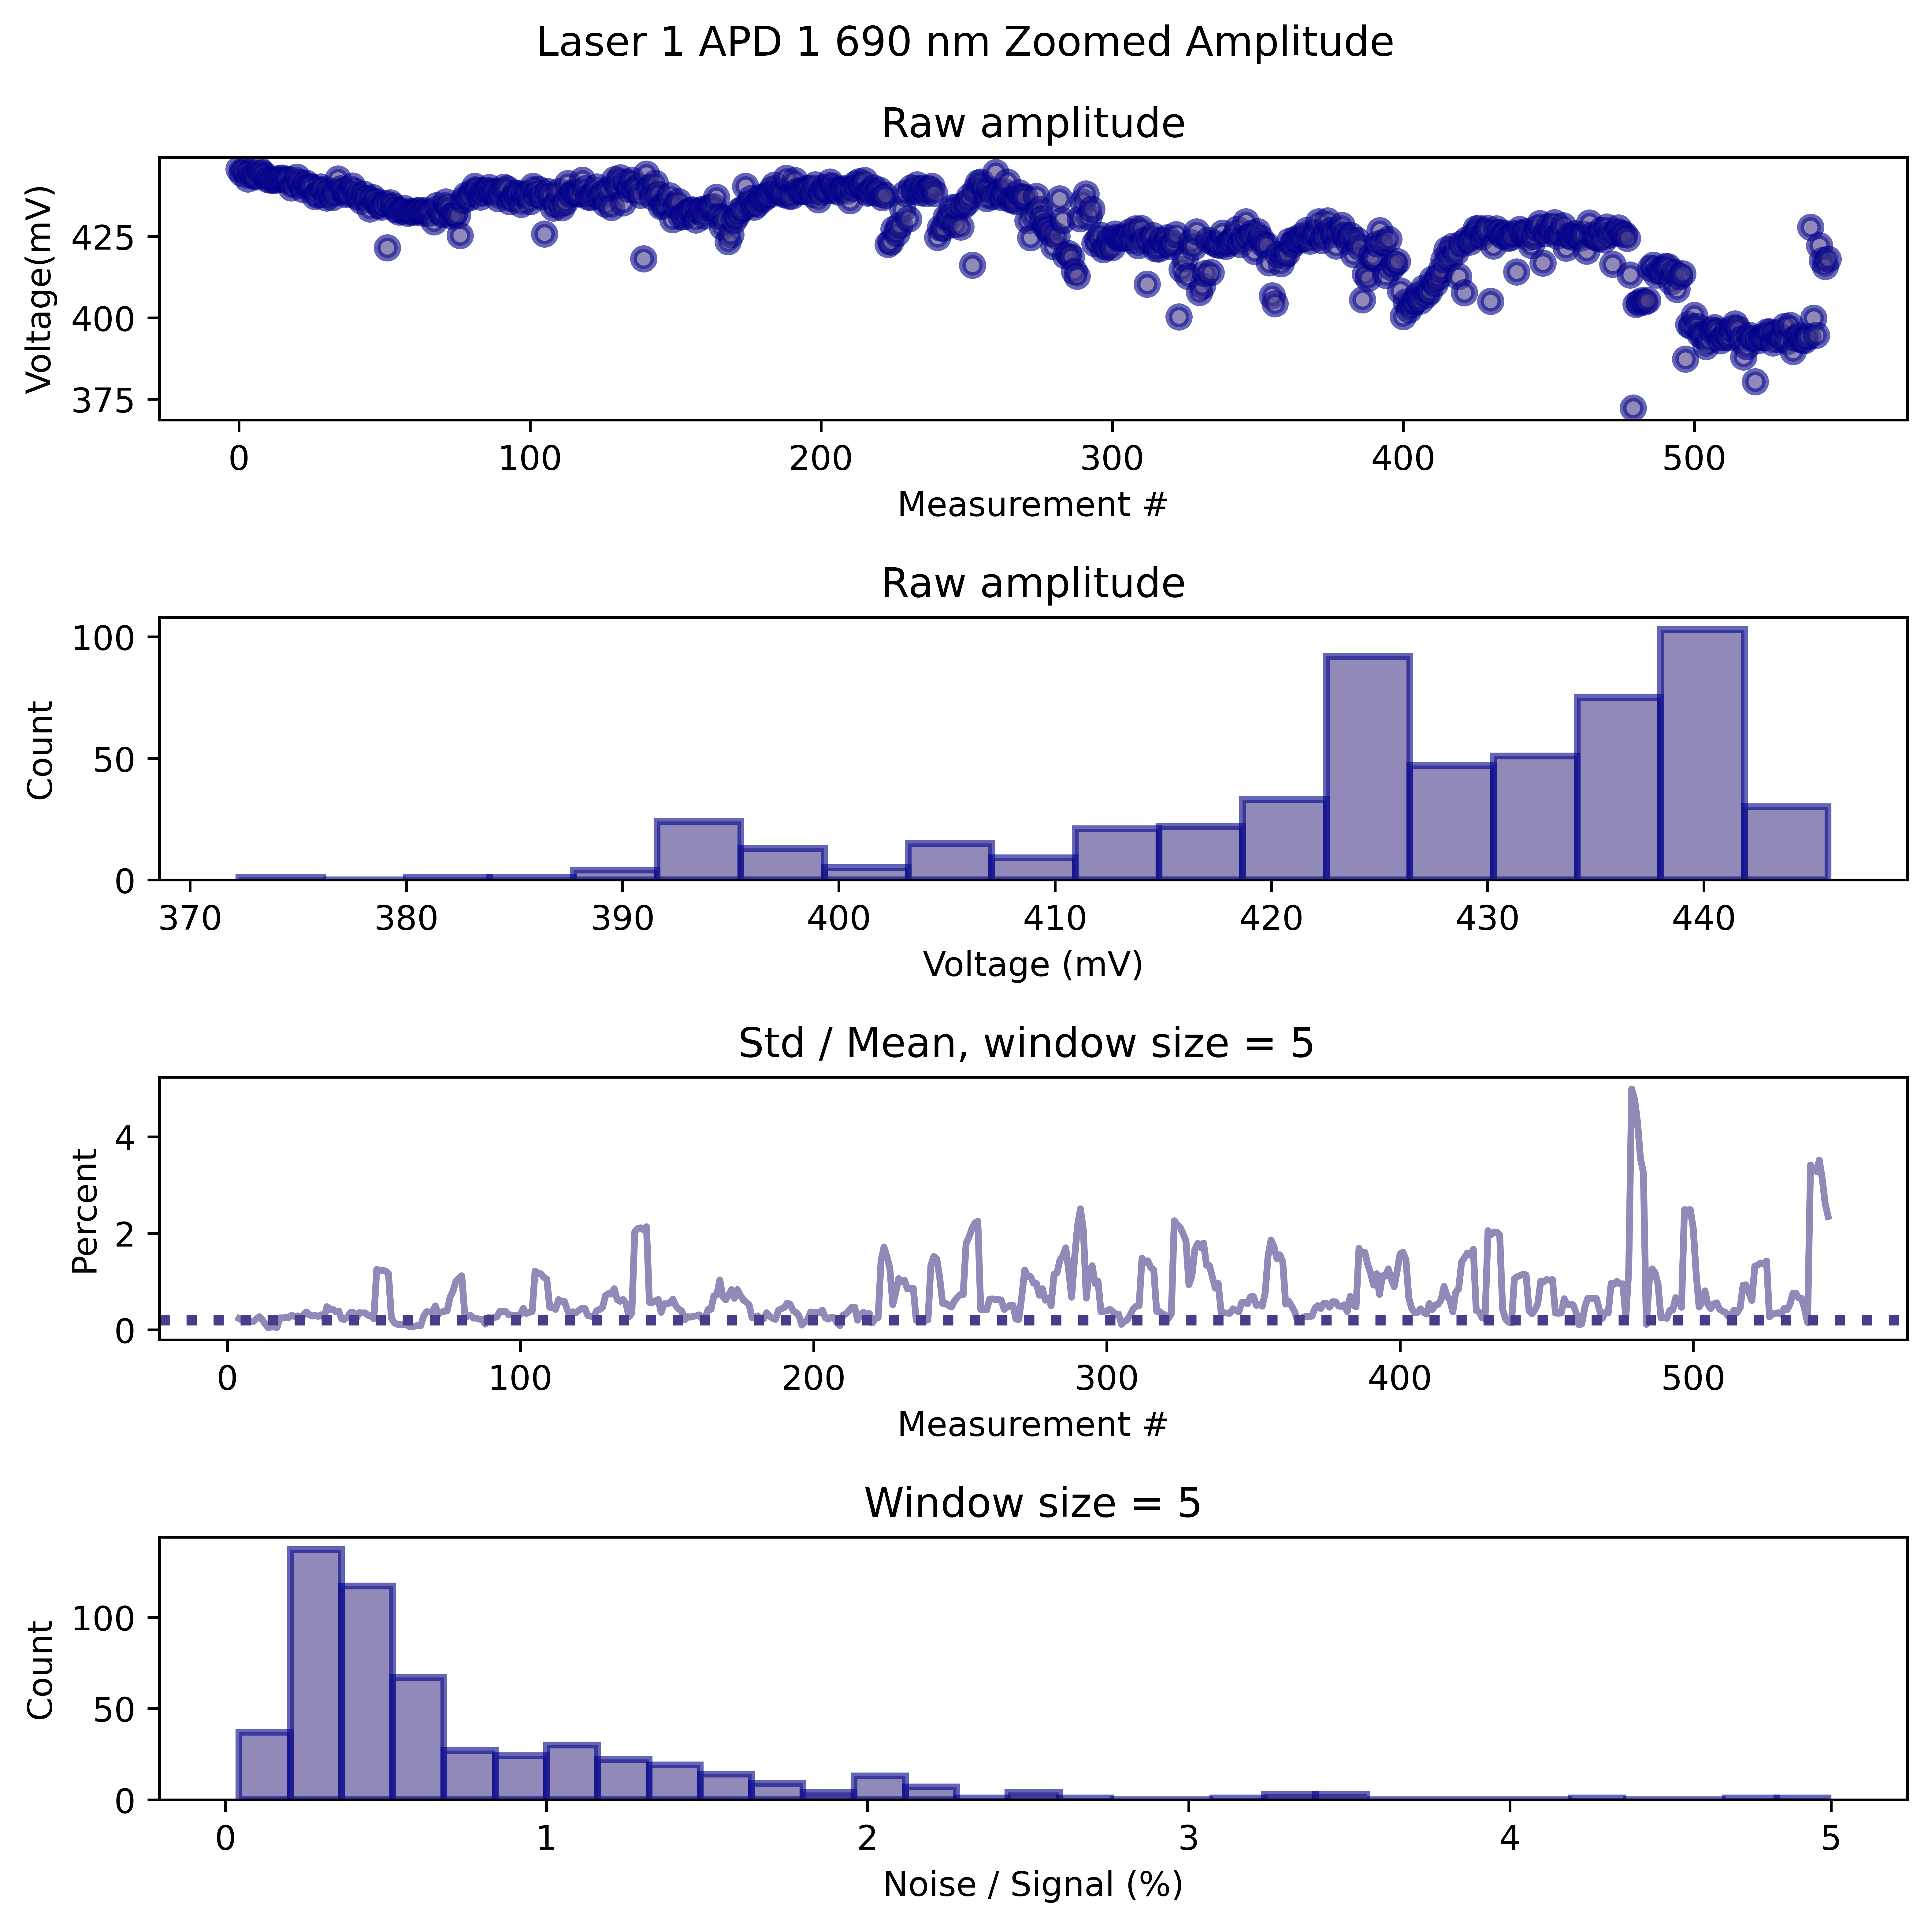 Laser 1 APD 1 690 nm Zoomed Amplitude
Raw amplitude
Voltage(mV)
425
400
375
0 100 200 300 400 500
Measurement #
Raw amplitude
Count
100
50
0
370 380 390 400 410 420 430 440
Voltage (mV)
Std / Mean, window size = 5
Percent
4
2
0
0 100 200 300 400 500
Measurement #
Window size = 5
Count
100
50
0
0 1 2 3 4 5
Noise / Signal (%)